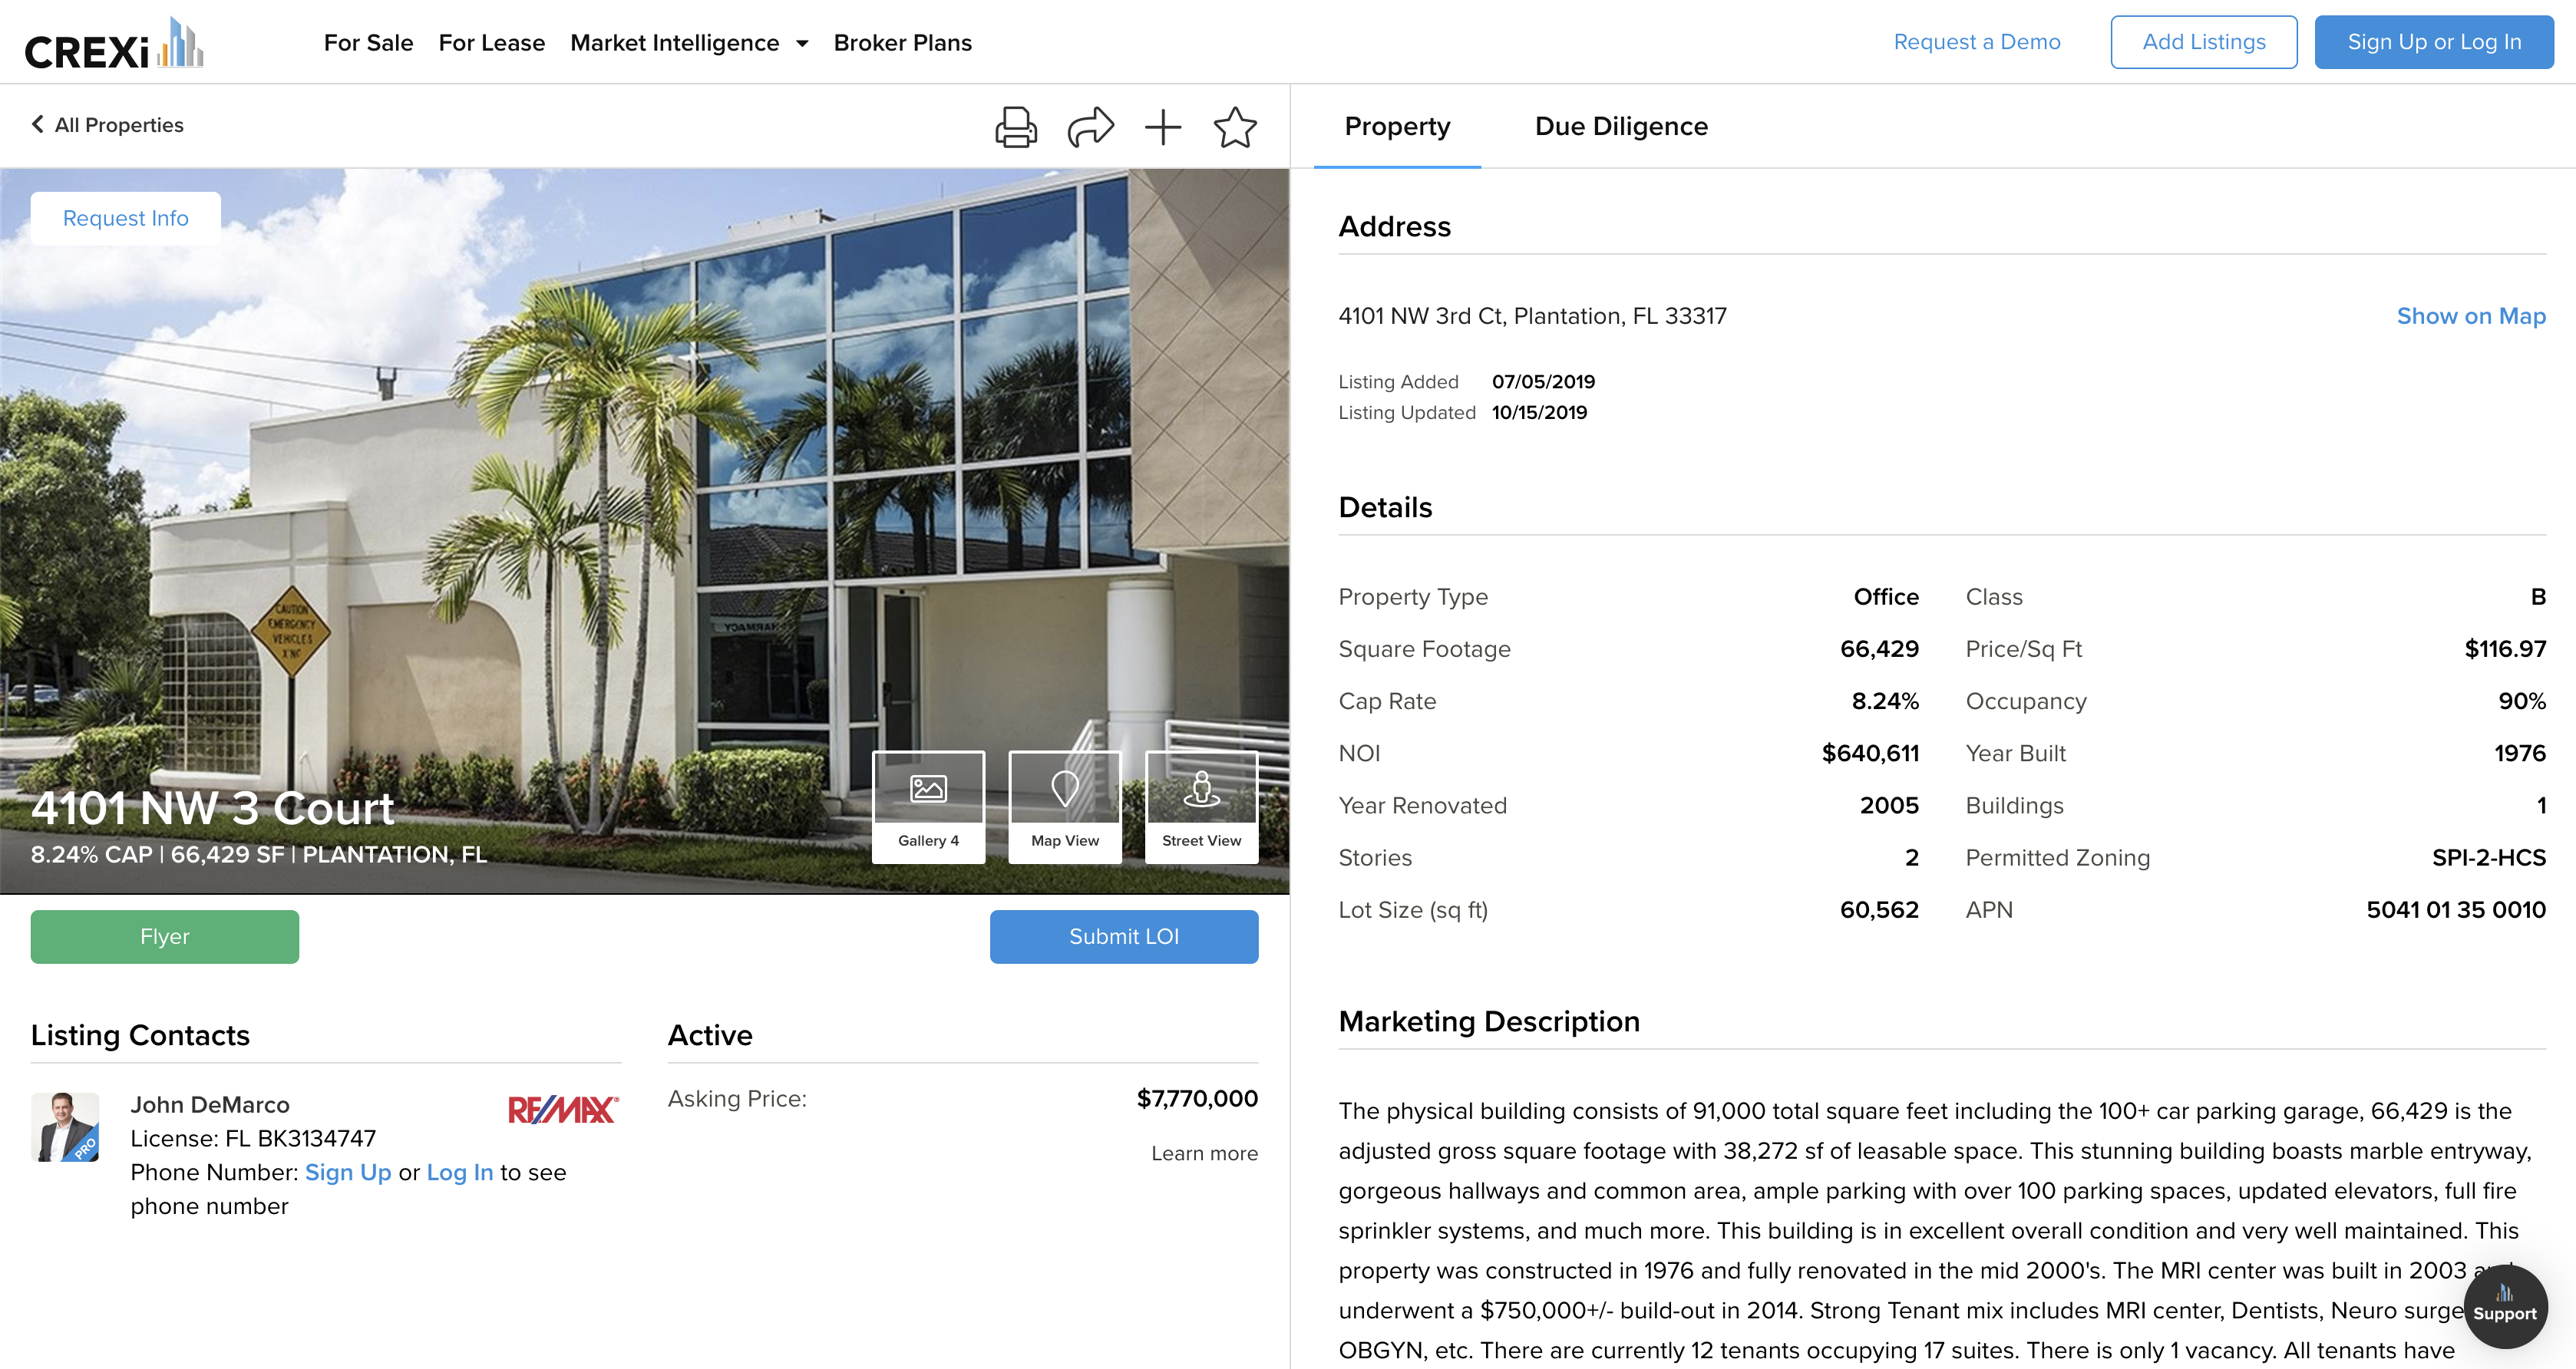 CREXi
For Sale
For Lease
Market Intelligence
Broker Plans
Request a Demo
Add Listings
Sign Up or Log In
All Properties
Request Info
CAUTION
EMERGENCY
VEHICLES
X'NG
PHARMACY
4101 NW 3 Court
8.24% CAP | 66,429 SF | PLANTATION, FL
Gallery 4
Map View
Street View
Flyer
Submit LOI
Listing Contacts
PRO
John DeMarco
RE/MAX®
License: FL BK3134747
Phone Number: Sign Up or Log In to see
phone number
Active
Asking Price: $7,770,000
Learn more
Property
Due Diligence
Address
4101 NW 3rd Ct, Plantation, FL 33317
Show on Map
Listing Added 07/05/2019
Listing Updated 10/15/2019
Details
Property Type Office
Class B
Square Footage 66,429
Price/Sq Ft $116.97
Cap Rate 8.24%
Occupancy 90%
NOI $640,611
Year Built 1976
Year Renovated 2005
Buildings 1
Stories 2
Permitted Zoning SPI-2-HCS
Lot Size (sq ft) 60,562
APN 5041 01 35 0010
Marketing Description
The physical building consists of 91,000 total square feet including the 100+ car parking garage, 66,429 is the
adjusted gross square footage with 38,272 sf of leasable space. This stunning building boasts marble entryway,
gorgeous hallways and common area, ample parking with over 100 parking spaces, updated elevators, full fire
sprinkler systems, and much more. This building is in excellent overall condition and very well maintained. This
property was constructed in 1976 and fully renovated in the mid 2000's. The MRI center was built in 2003
underwent a $750,000+/- build-out in 2014. Strong Tenant mix includes MRI center, Dentists, Neuro
OBGYN, etc. There are currently 12 tenants occupying 17 suites. There is only 1 vacancy. All tenants have
Support